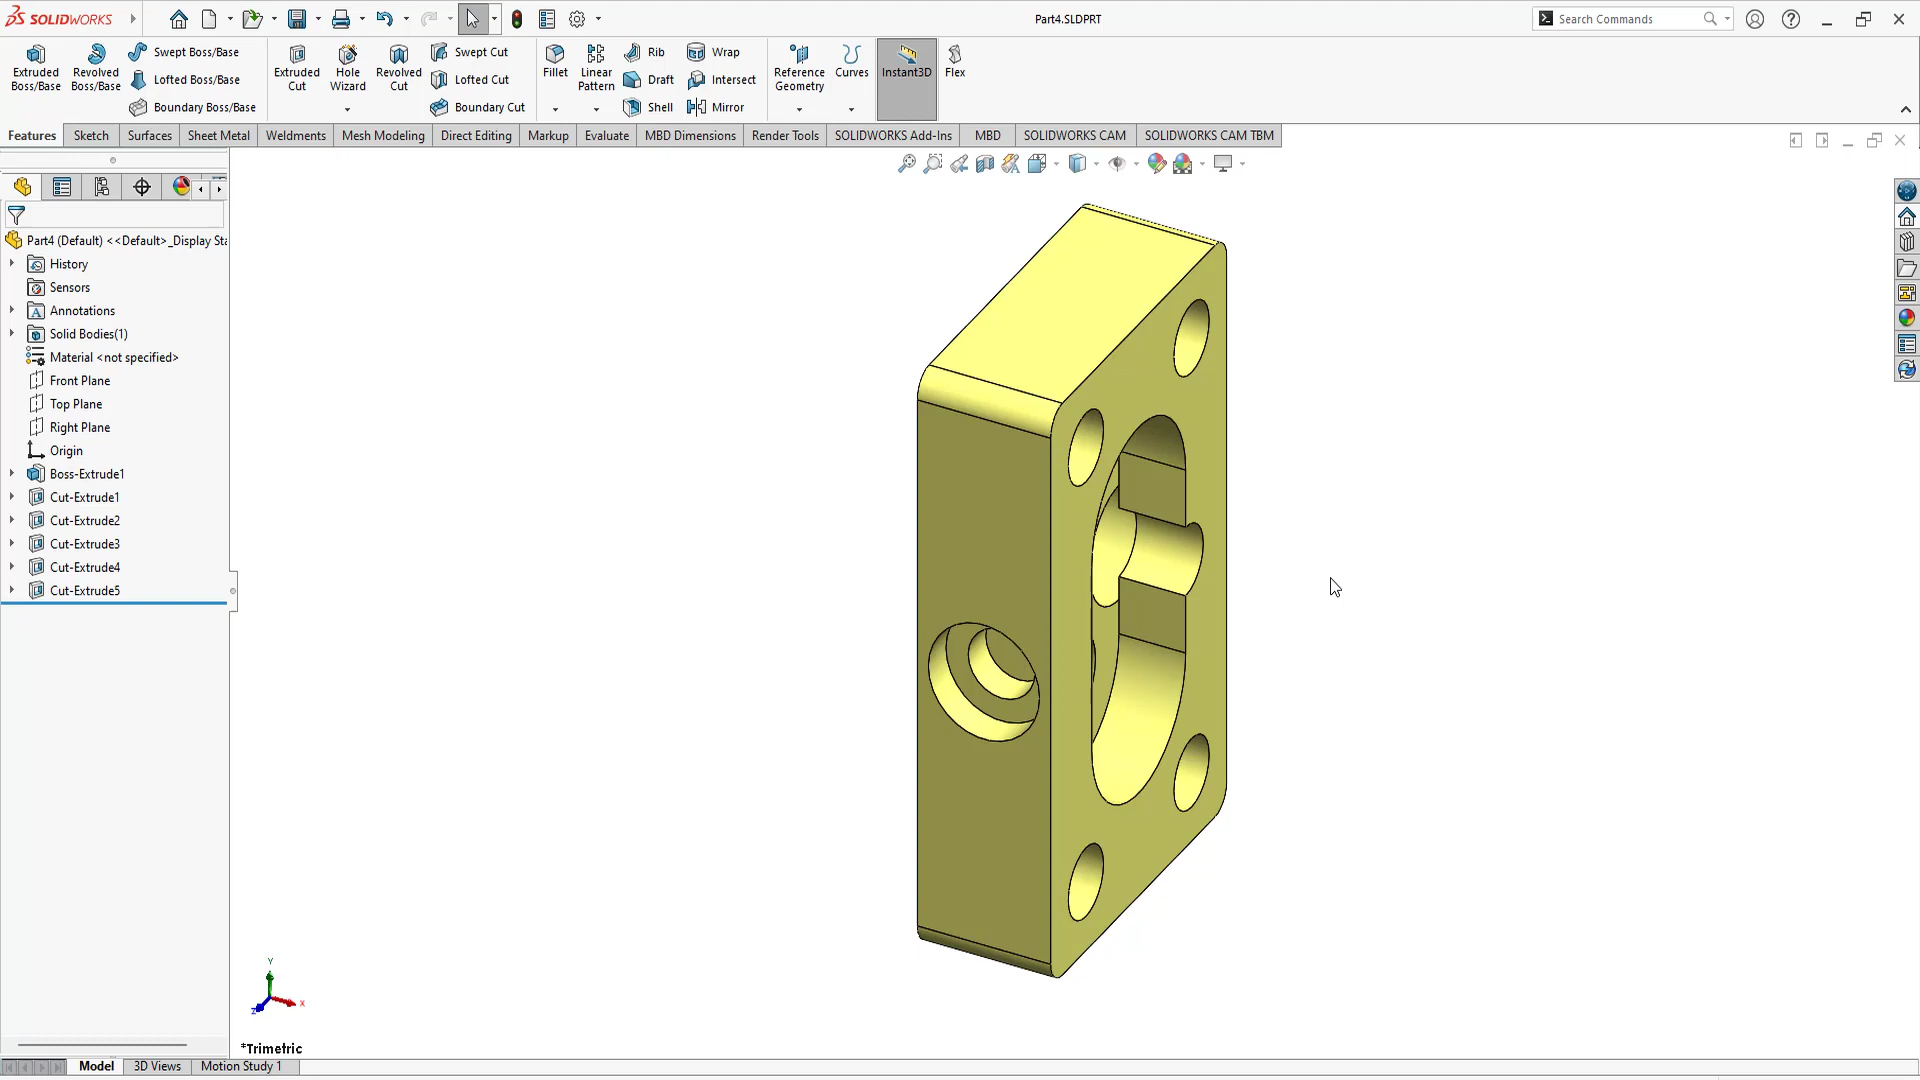 SOLIDWORKS
Part4.SLDPRT
Search Commands
Extruded Boss/Base
Revolved Boss/Base
Swept Boss/Base
Lofted Boss/Base
Boundary Boss/Base
Extruded Cut
Hole Wizard
Revolved Cut
Swept Cut
Lofted Cut
Boundary Cut
Fillet
Linear Pattern
Rib
Draft
Shell
Wrap
Intersect
Mirror
Reference Geometry
Curves
Instant3D
Flex
Features Sketch Surfaces Sheet Metal Weldments Mesh Modeling Direct Editing Markup Evaluate MBD Dimensions Render Tools SOLIDWORKS Add-Ins MBD SOLIDWORKS CAM SOLIDWORKS CAM TBM
Part4 (Default) <<Default>_Display Sta
History
Sensors
Annotations
Solid Bodies(1)
Material <not specified>
Front Plane
Top Plane
Right Plane
Origin
Boss-Extrude1
Cut-Extrude1
Cut-Extrude2
Cut-Extrude3
Cut-Extrude4
Cut-Extrude5
Y
X
Z
*Trimetric
Model 3D Views Motion Study 1